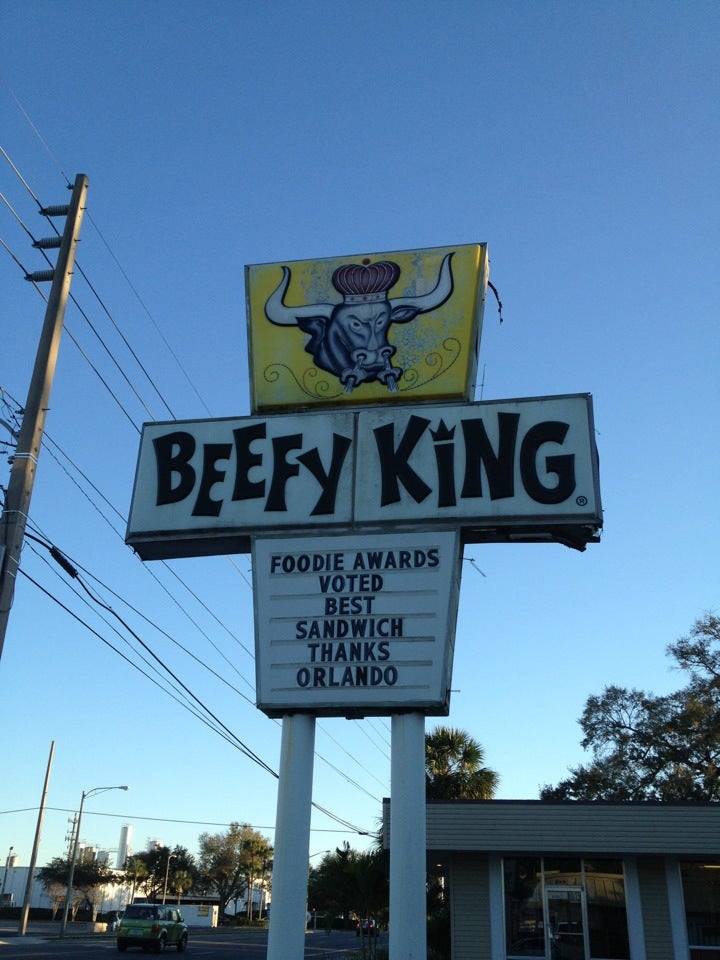 BEEFY KING ®
FOODIE AWARDS
VOTED
BEST
SANDWICH
THANKS
ORLANDO